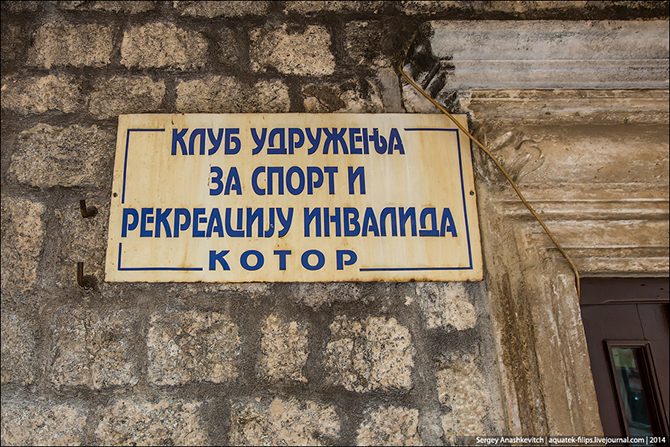 КЛУБ УДРУЖЕЊА
ЗА СПОРТ И
РЕКРЕАЦИЈУ ИНВАЛИДА
КОТОР
Sergey Anashkevitch | aquatek-filips.livejournal.com | 2014